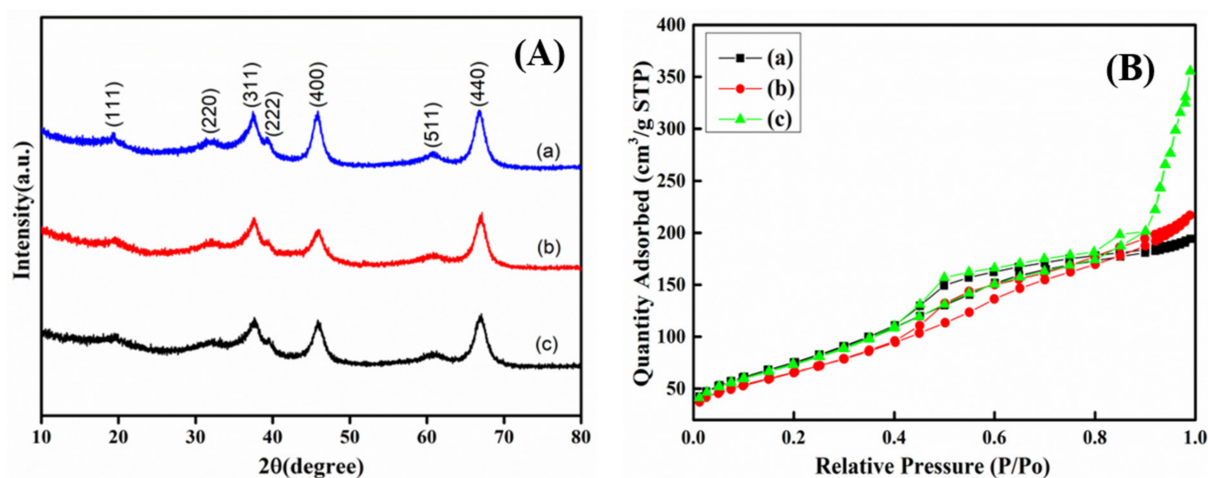 (A)
(111)
(220)
(311)
(222)
(400)
(511)
(440)
(a)
(b)
(c)
Intensity(a.u.)
10 20 30 40 50 60 70 80
2θ(degree)
(B)
(a)
(b)
(c)
400
350
300
250
200
150
100
50
Quantity Adsorbed (cm³/g STP)
0.0 0.2 0.4 0.6 0.8 1.0
Relative Pressure (P/Po)